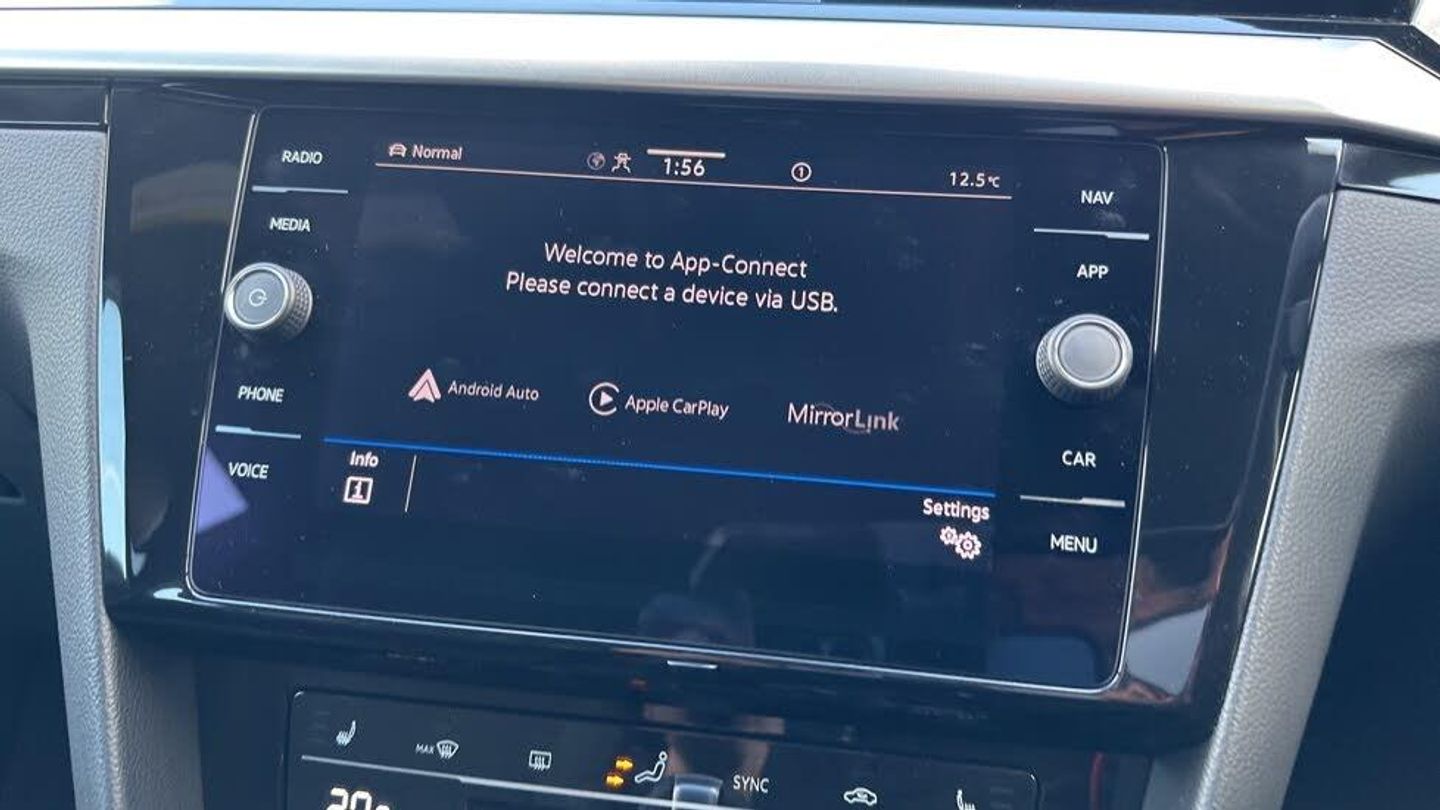 RADIO
MEDIA
PHONE
VOICE
Normal
1:56
1
12.5°C
Welcome to App-Connect
Please connect a device via USB.
Android Auto
Apple CarPlay
MirrorLink
Info
Settings
NAV
APP
CAR
MENU
MAX
SYNC